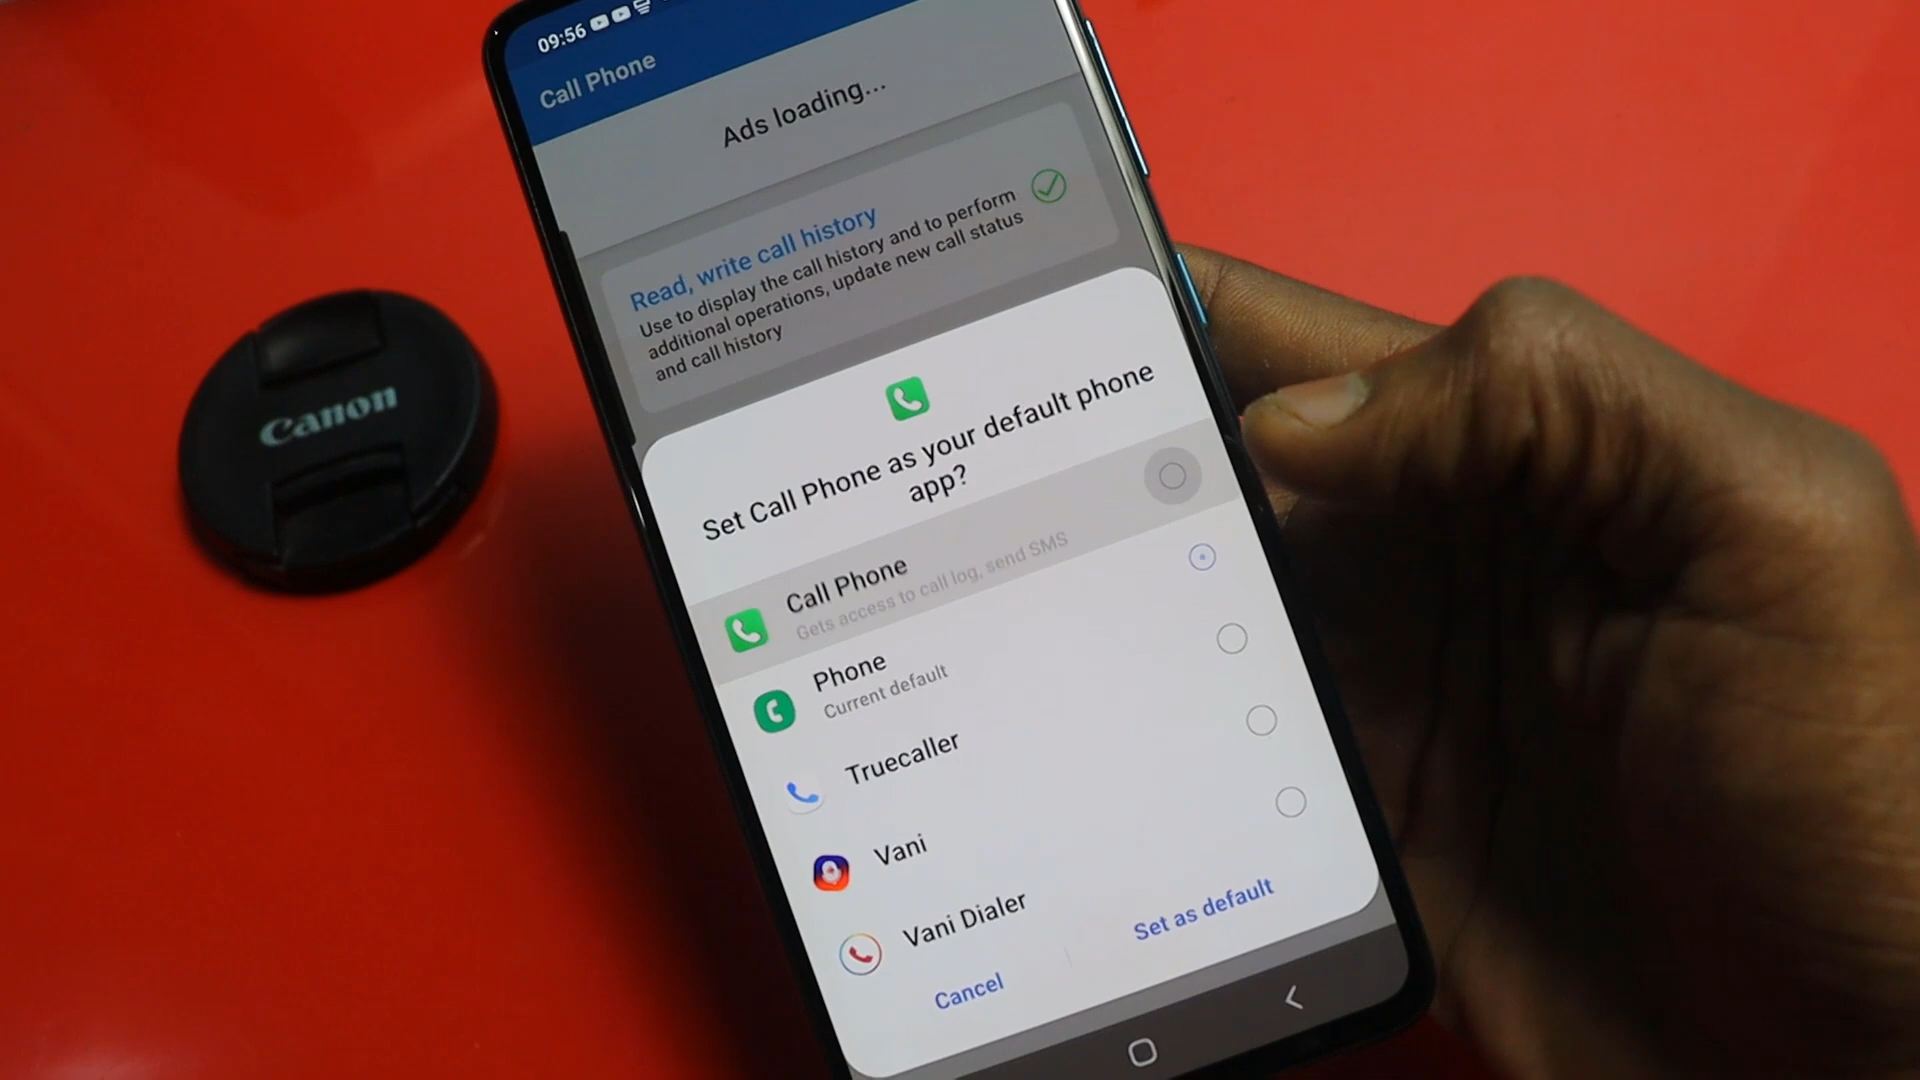 09:56
Call Phone
Ads loading...
Read, write call history
Use to display the call history and to perform
additional operations, update new call status
and call history
Canon
Set Call Phone as your default phone
app?
Call Phone
Gets access to call log, send SMS
Phone
Current default
Truecaller
Vani
Vani Dialer
Cancel
Set as default